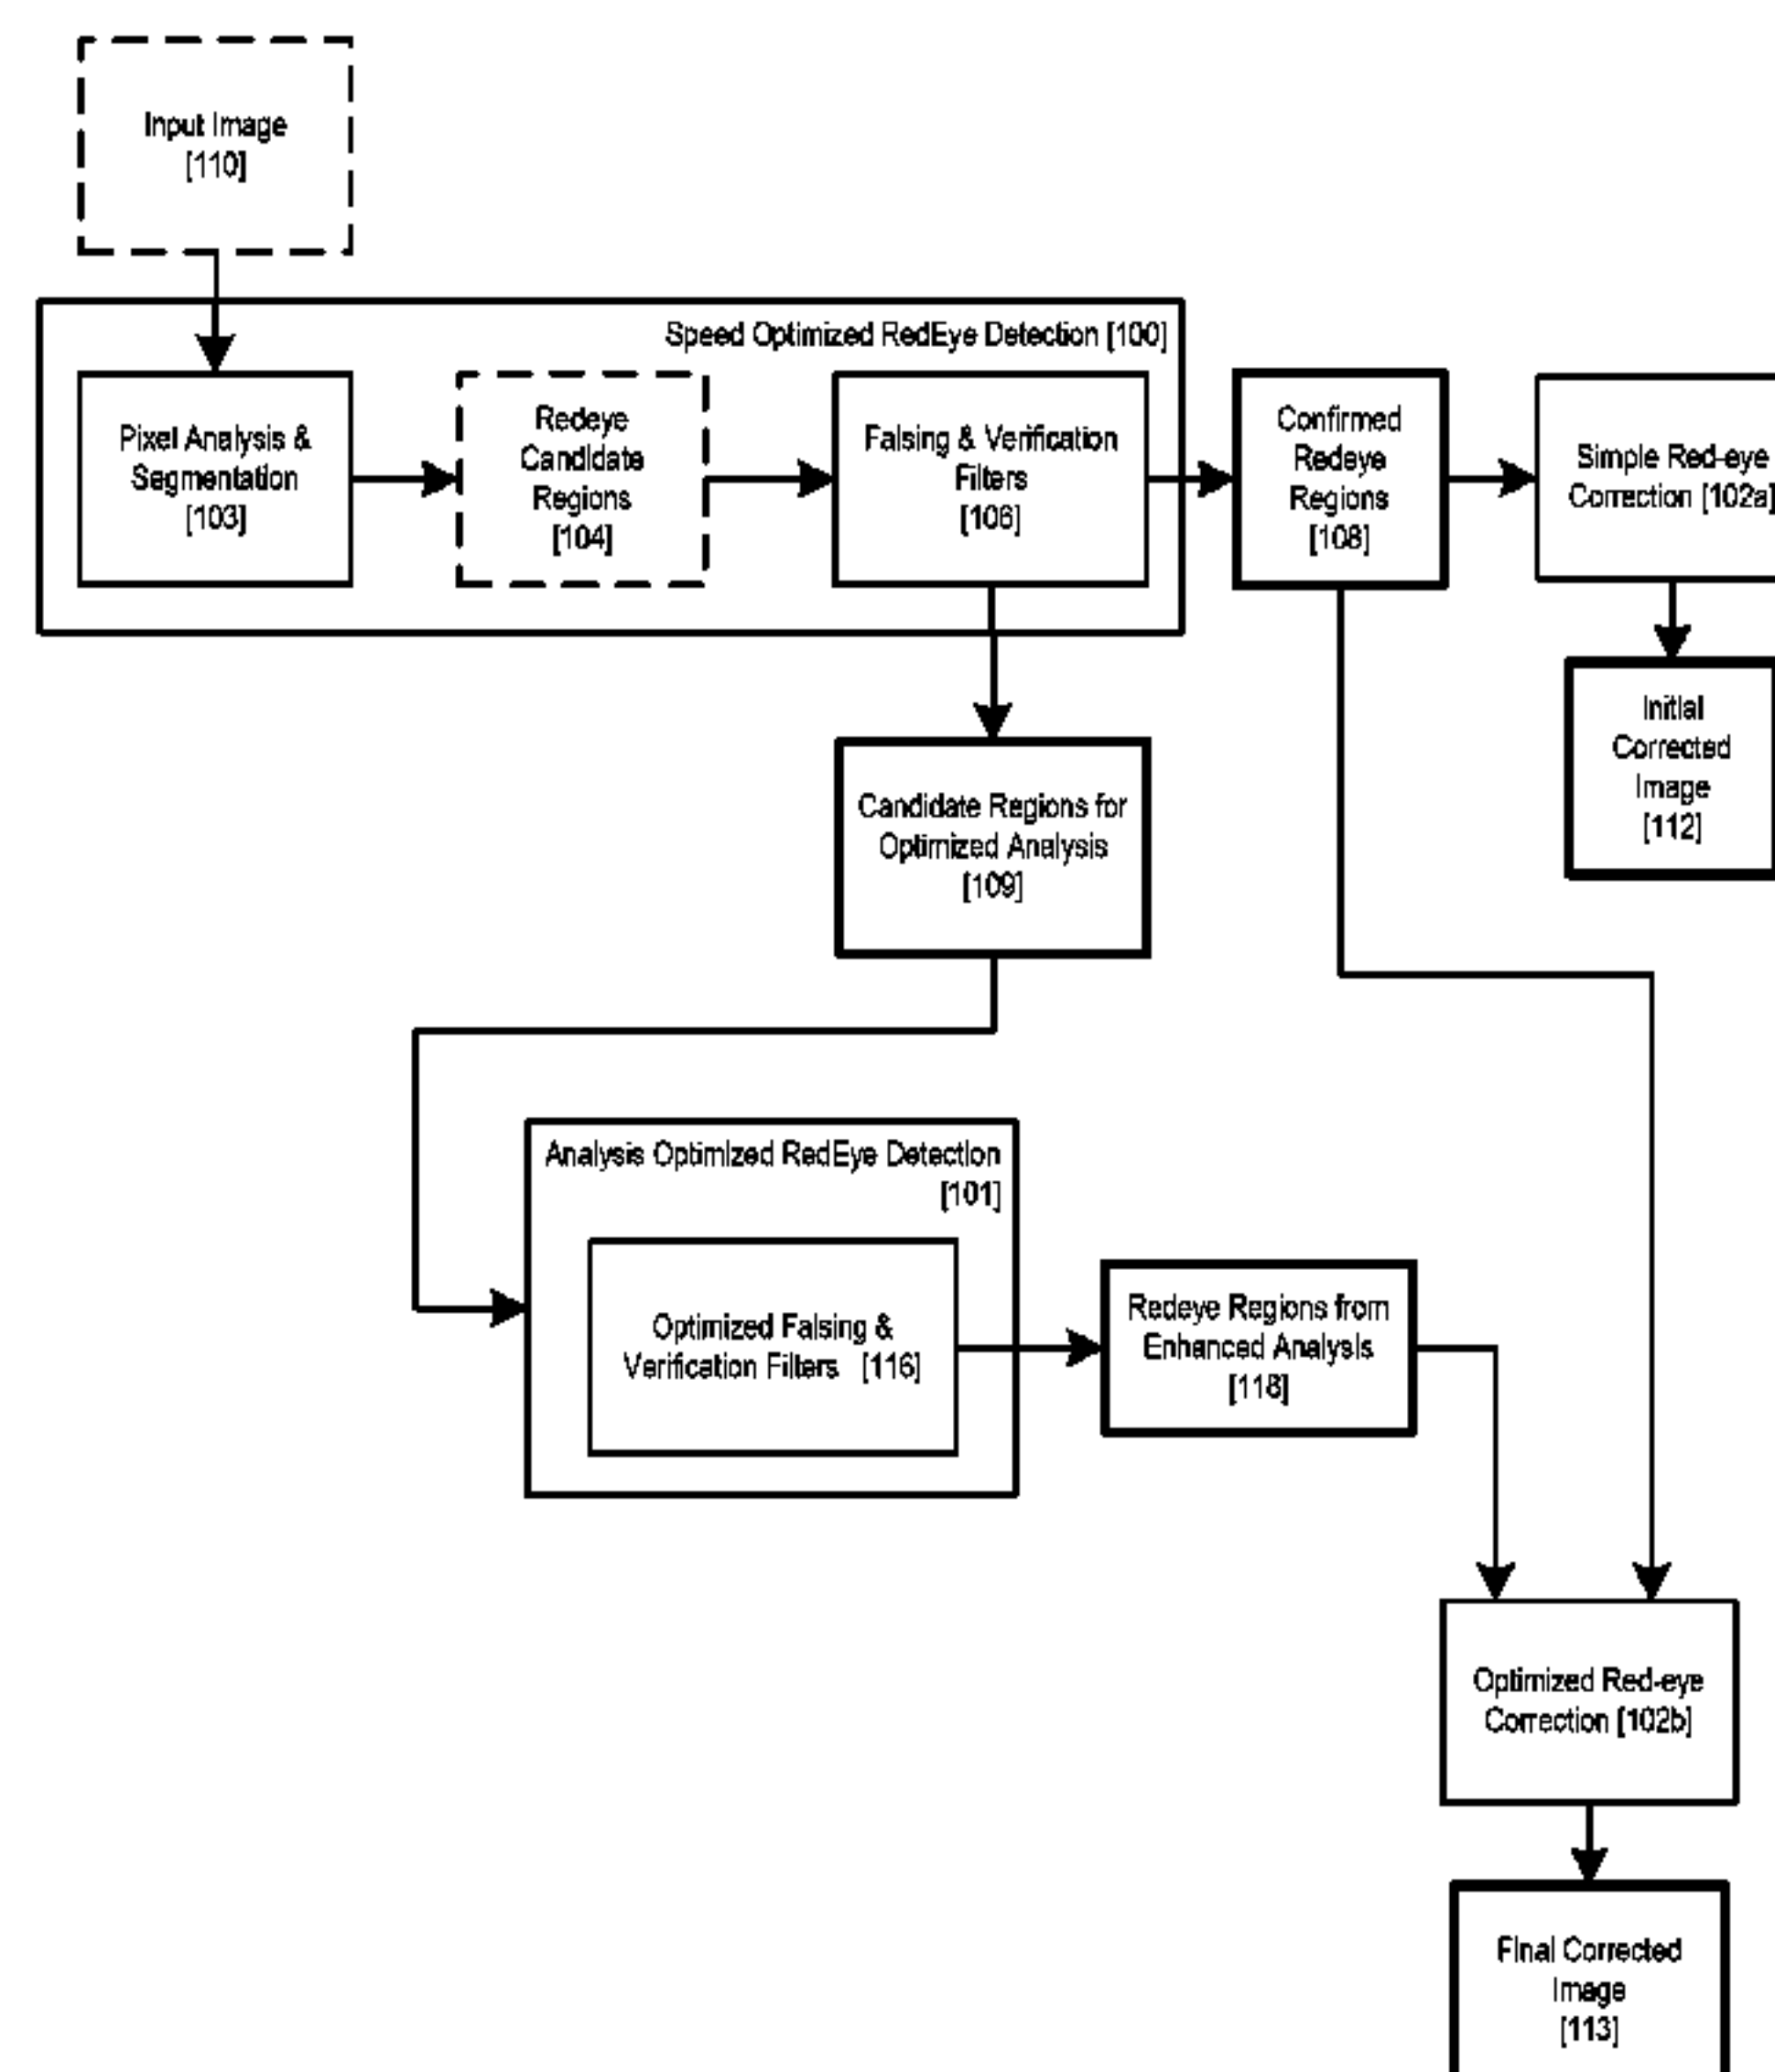 Input Image
[110]
Speed Optimized RedEye Detection [100]
Pixel Analysis &
Segmentation
[103]
Redeye
Candidate
Regions
[104]
Falsing & Verification
Filters
[106]
Confirmed
Redeye
Regions
[108]
Simple Red-eye
Correction [102a]
Initial
Corrected
Image
[112]
Candidate Regions for
Optimized Analysis
[109]
Analysis Optimized RedEye Detection
[101]
Optimized Falsing &
Verification Filters [116]
Redeye Regions from
Enhanced Analysis
[118]
Optimized Red-eye
Correction [102b]
Final Corrected
Image
[113]